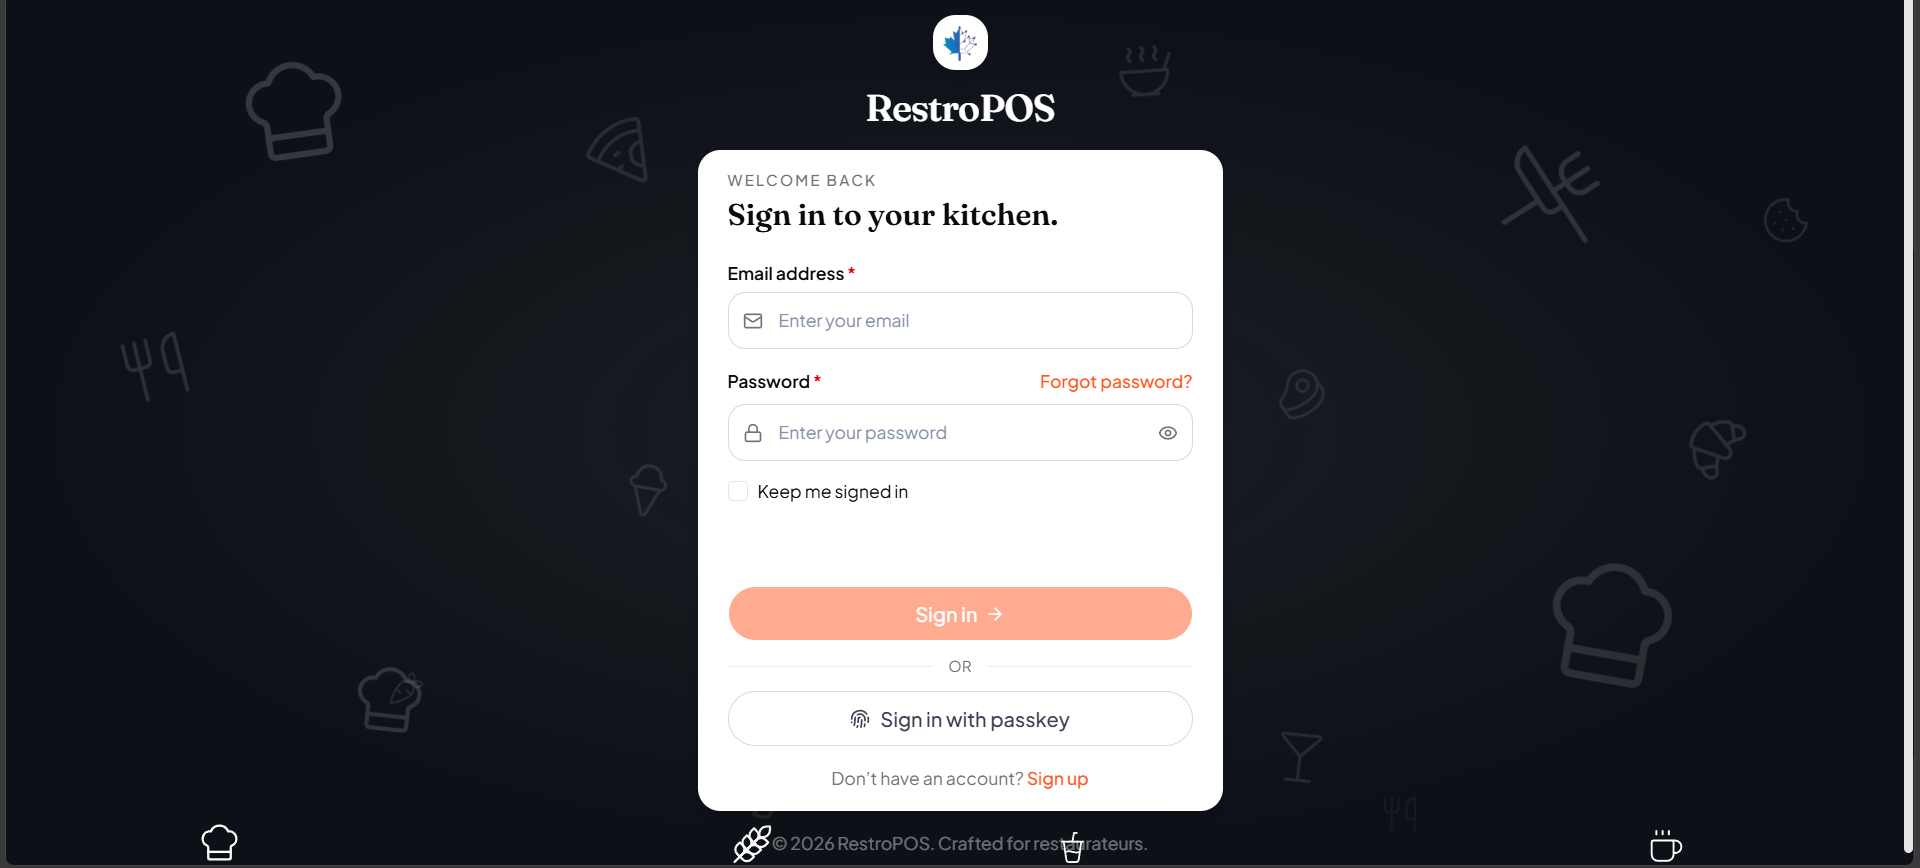 RestroPOS
WELCOME BACK
Sign in to your kitchen.
Email address *
Enter your email
Password *
Forgot password?
Enter your password
Keep me signed in
Sign in →
OR
Sign in with passkey
Don't have an account? Sign up
© 2026 RestroPOS. Crafted for restaurateurs.